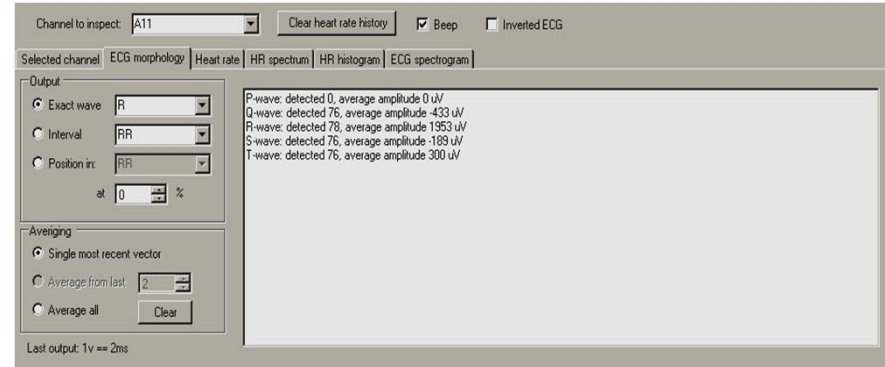 Channel to inspect: A11 Clear heart rate history Beep Inverted ECG
Selected channel ECG morphology Heart rate HR spectrum HR histogram ECG spectrogram
Output
Exact wave R
Interval RR
Position in: RR
at 0 %
Averiging
Single most recent vector
Average from last 2
Average all Clear
Last output: 1v == 2ms
P-wave: detected 0, average amplitude 0 uV
Q-wave: detected 76, average amplitude -433 uV
R-wave: detected 78, average amplitude 1953 uV
S-wave: detected 76, average amplitude -189 uV
T-wave: detected 76, average amplitude 300 uV